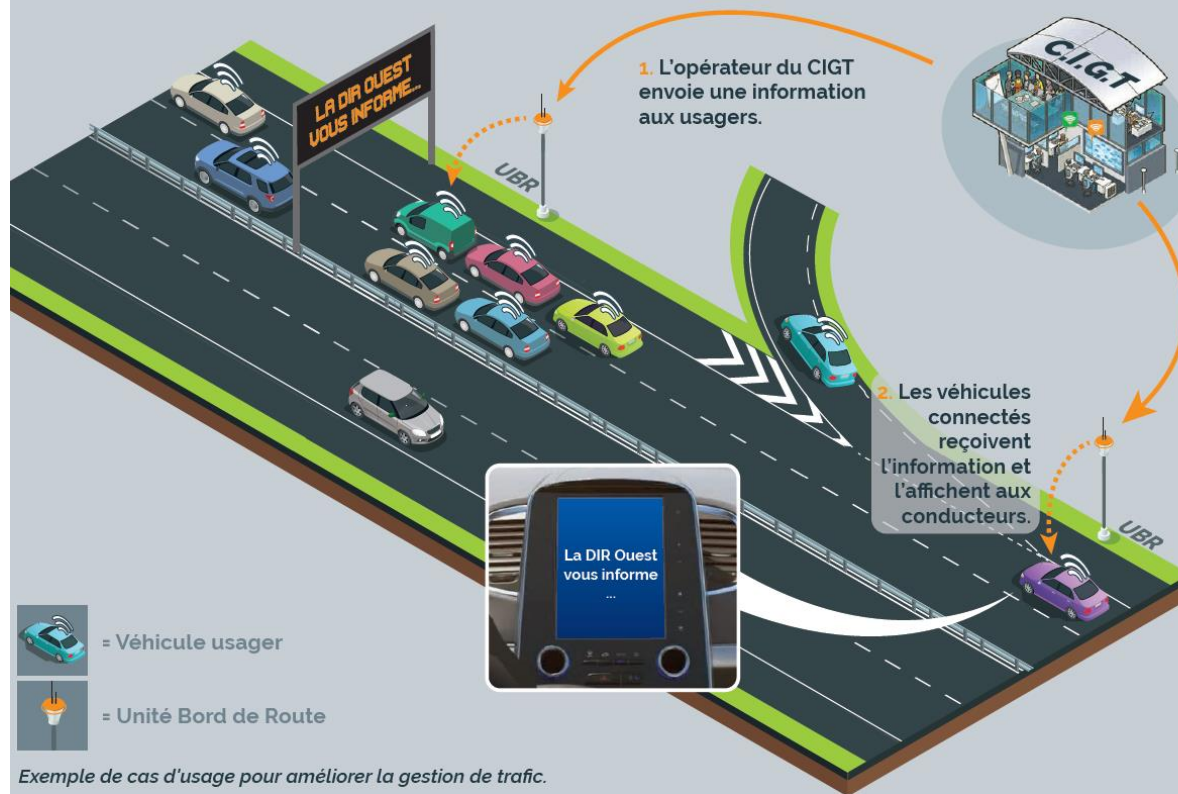 LA DIR OUEST
VOUS INFORME...
1. L'opérateur du CIGT
envoie une information
aux usagers.
C.I.G.T
UBR
2. Les véhicules
connectés
reçoivent
l'information et
l'affichent aux
conducteurs.
UBR
La DIR Ouest
vous informe
...
= Véhicule usager
= Unité Bord de Route
Exemple de cas d'usage pour améliorer la gestion de trafic.